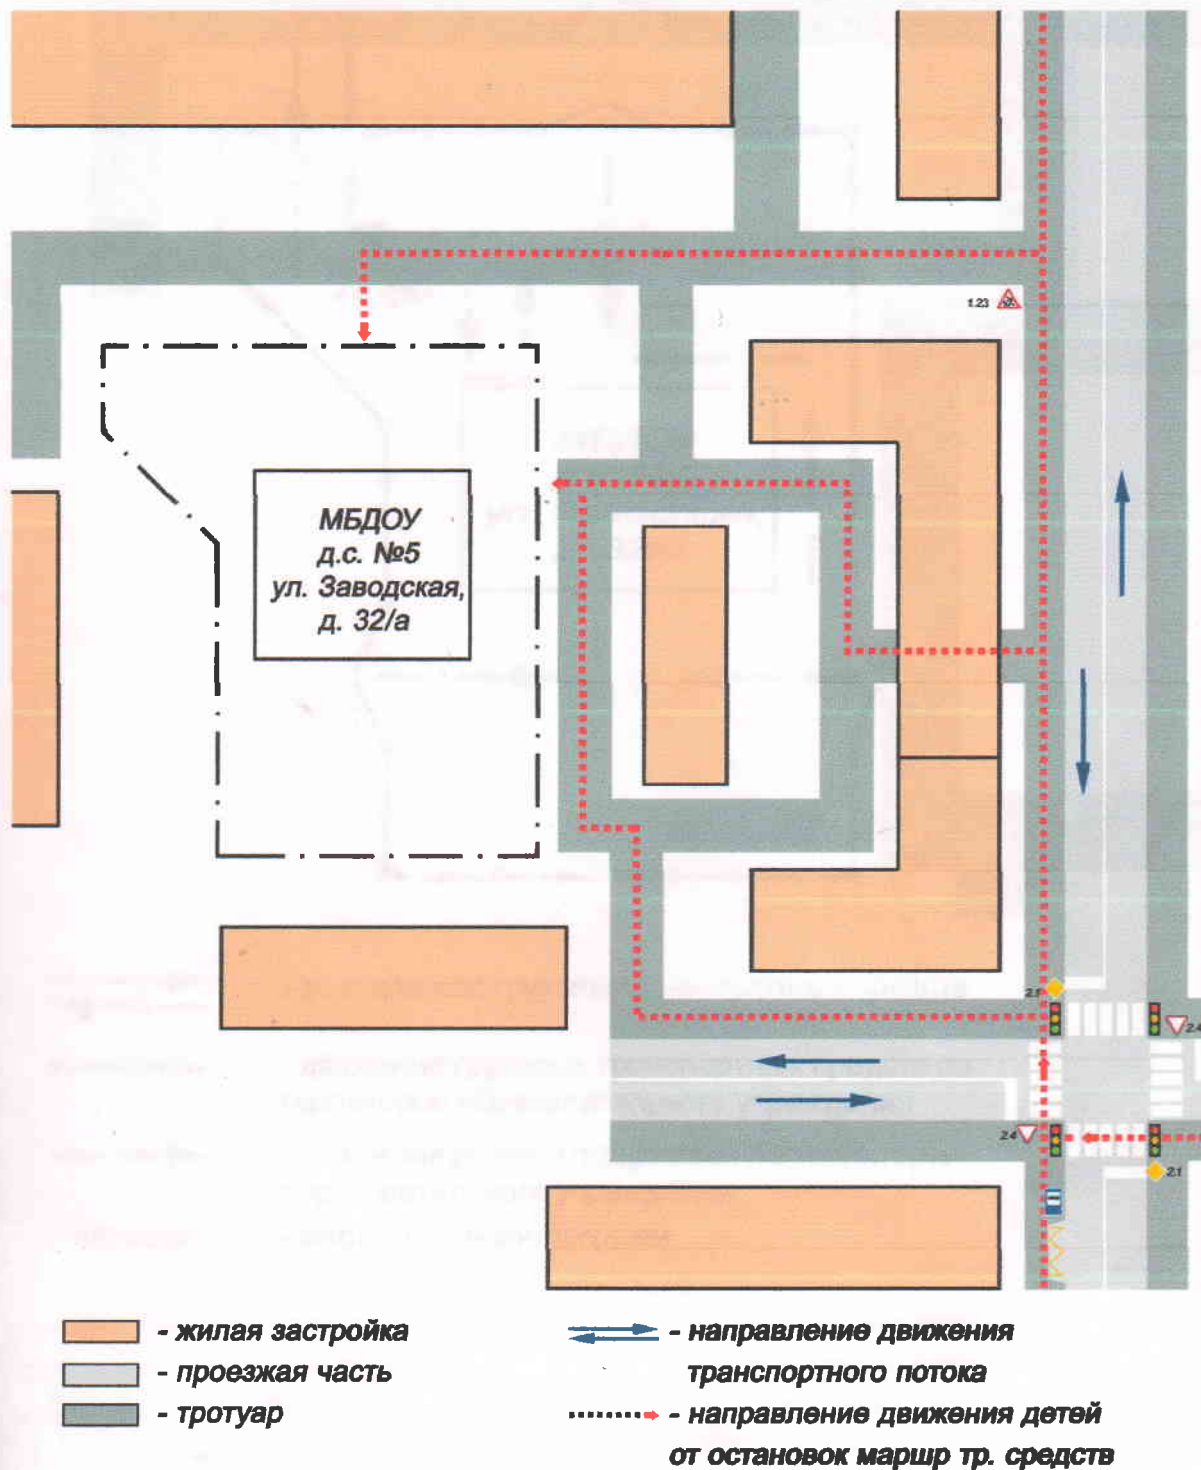 1.23
МБДОУ
д.с. №5
ул. Заводская,
д. 32/а
2.1
2.4
2.4
2.1
- жилая застройка
- проезжая часть
- тротуар
- направление движения
транспортного потока
- направление движения детей
от остановок маршр тр. средств